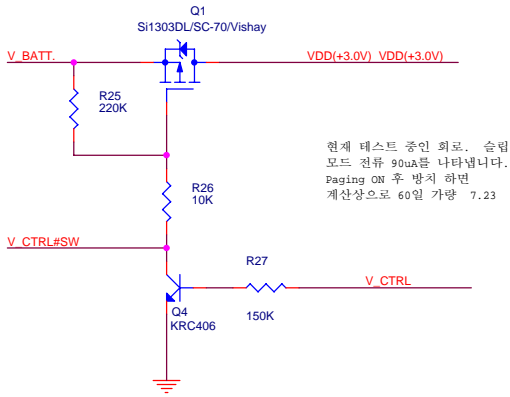 Q1
Si1303DL/SC-70/Vishay
V_BATT.
VDD(+3.0V) VDD(+3.0V)
R25
220K
현재 테스트 중인 회로. 슬립
모드 전류 90uA를 나타냅니다.
Paging ON 후 방치 하면
계산상으로 60일 가량 7.23
R26
10K
V_CTRL#SW
R27
V_CTRL
Q4
KRC406
150K